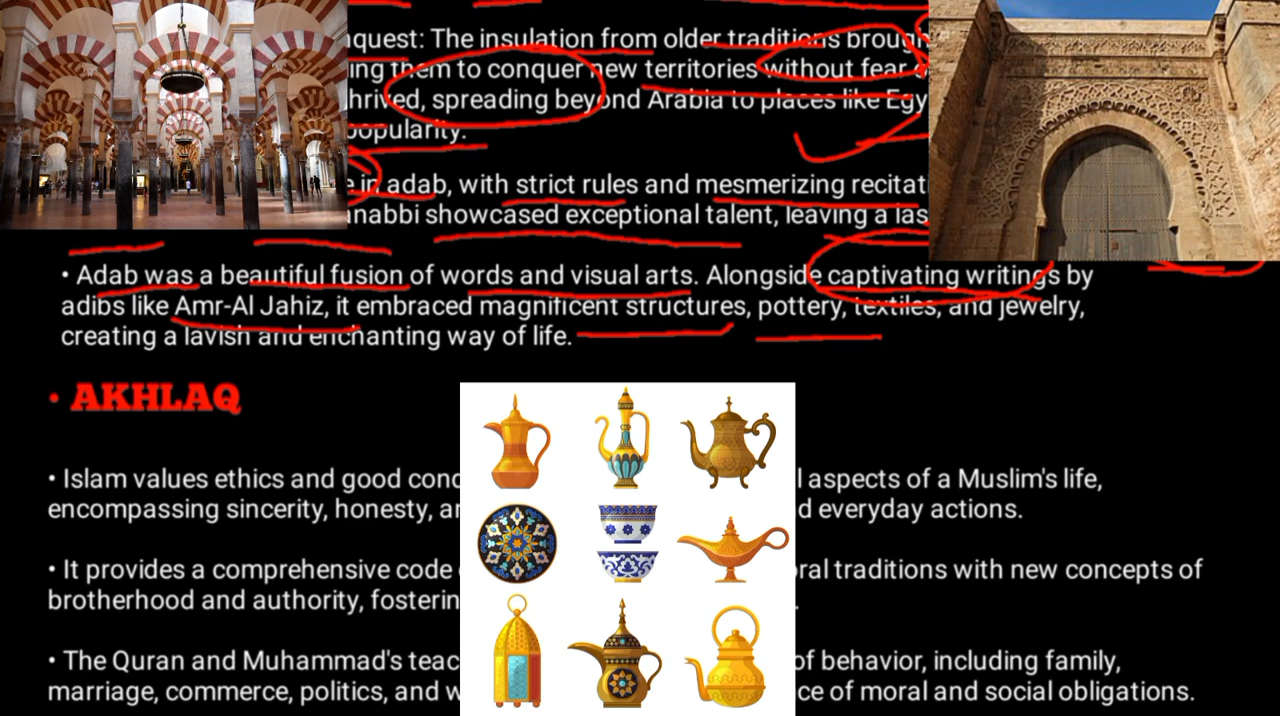 nquest: The insulation from older traditions broug
ing them to conquer new territories without fear
hrived, spreading beyond Arabia to places like Egy
popularity.
e in adab, with strict rules and mesmerizing recitati
anabbi showcased exceptional talent, leaving a las
• Adab was a beautiful fusion of words and visual arts. Alongside captivating writings by
adibs like Amr-Al Jahiz, it embraced magnificent structures, pottery, textiles, and jewelry,
creating a lavish and enchanting way of life.
• AKHLAQ
• Islam values ethics and good conc l aspects of a Muslim's life,
encompassing sincerity, honesty, ar d everyday actions.
• It provides a comprehensive code ral traditions with new concepts of
brotherhood and authority, fosterin .
• The Quran and Muhammad's teac of behavior, including family,
marriage, commerce, politics, and w ce of moral and social obligations.